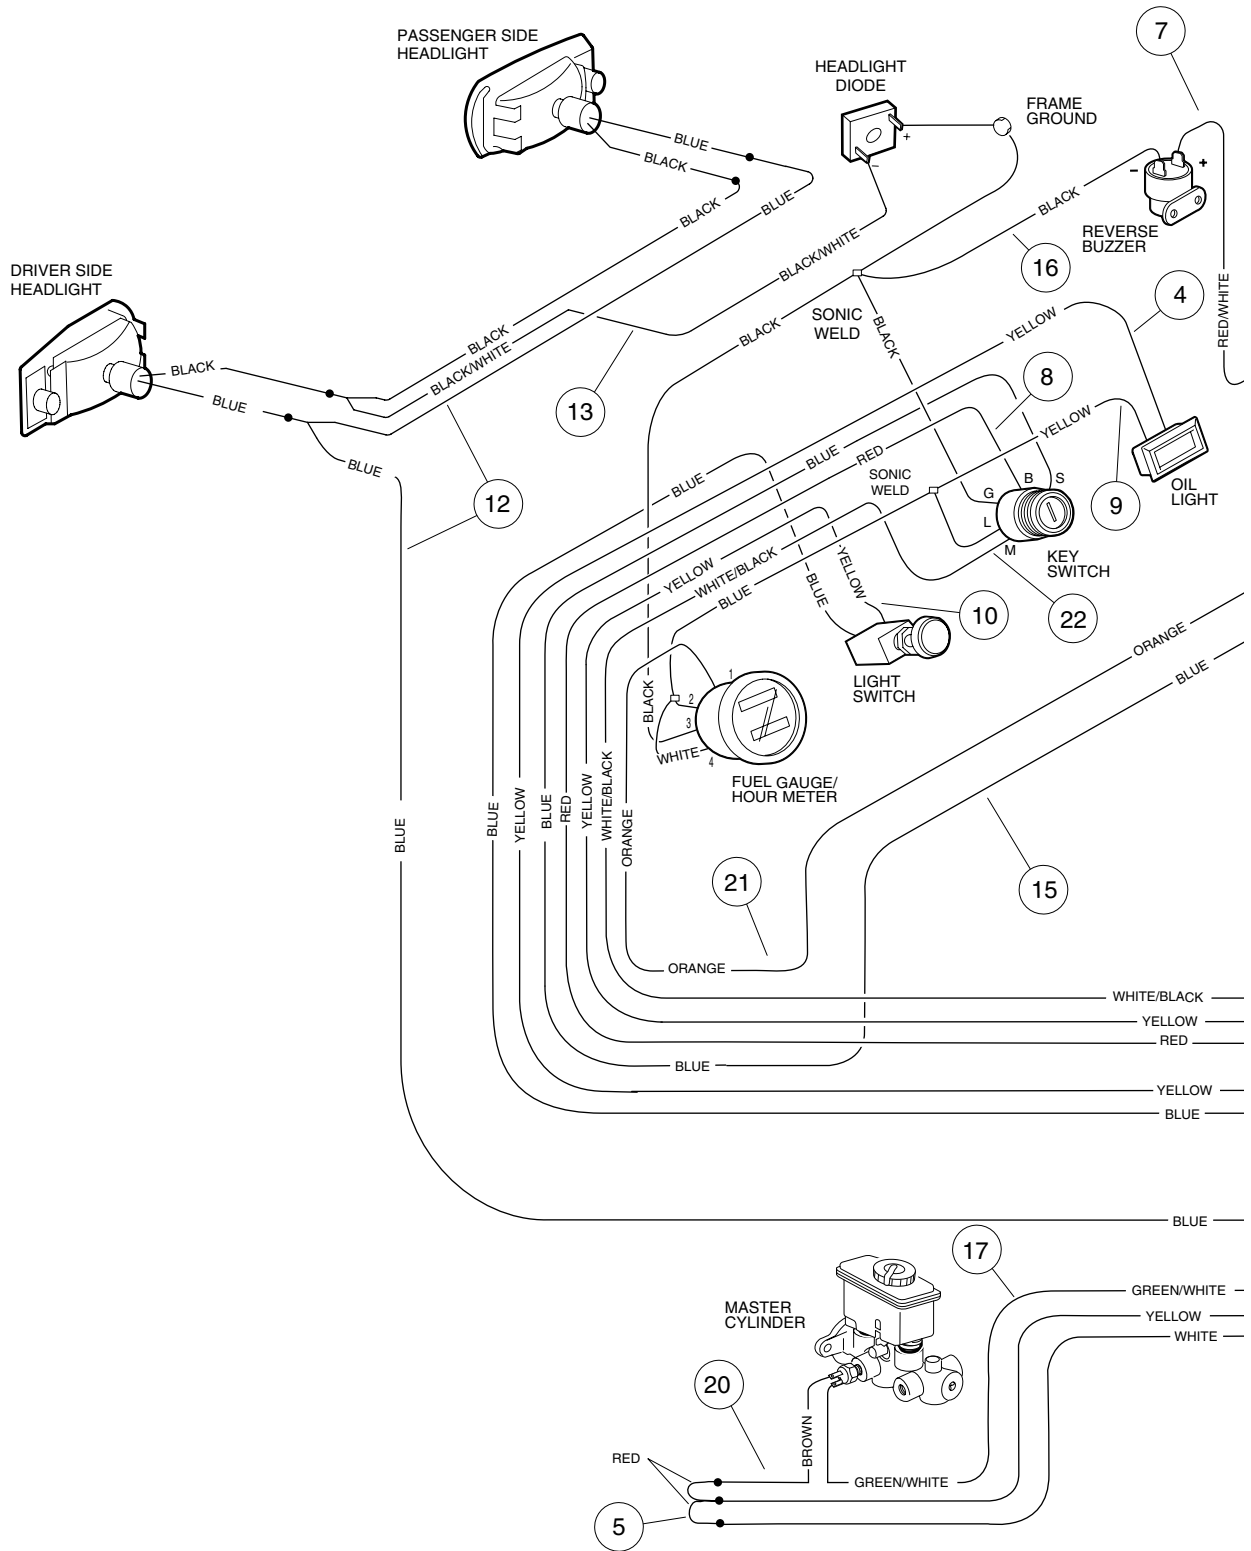 7
PASSENGER SIDE
HEADLIGHT
HEADLIGHT
DIODE
FRAME
GROUND
+
−
BLUE
BLACK
−
+
BLACK
BLUE
BLACK
REVERSE
BUZZER
16
DRIVER SIDE
HEADLIGHT
BLACK/WHITE
4
SONIC
WELD
BLACK
BLACK
YELLOW
RED/WHITE
BLACK
BLACK/WHITE
BLACK
BLUE
13
8
BLUE
RED
YELLOW
BLUE
BLUE
SONIC
WELD
B
S
G
L
M
OIL
LIGHT
12
9
KEY
SWITCH
YELLOW
WHITE/BLACK
BLUE
YELLOW
BLUE
10
22
LIGHT
SWITCH
ORANGE
BLUE
BLACK
1
2
3
4
WHITE
FUEL GAUGE/
HOUR METER
BLUE
BLUE
YELLOW
BLUE
RED
YELLOW
WHITE/BLACK
ORANGE
21
15
ORANGE
WHITE/BLACK
YELLOW
RED
BLUE
YELLOW
BLUE
BLUE
17
MASTER
CYLINDER
GREEN/WHITE
YELLOW
WHITE
20
BROWN
RED
GREEN/WHITE
5